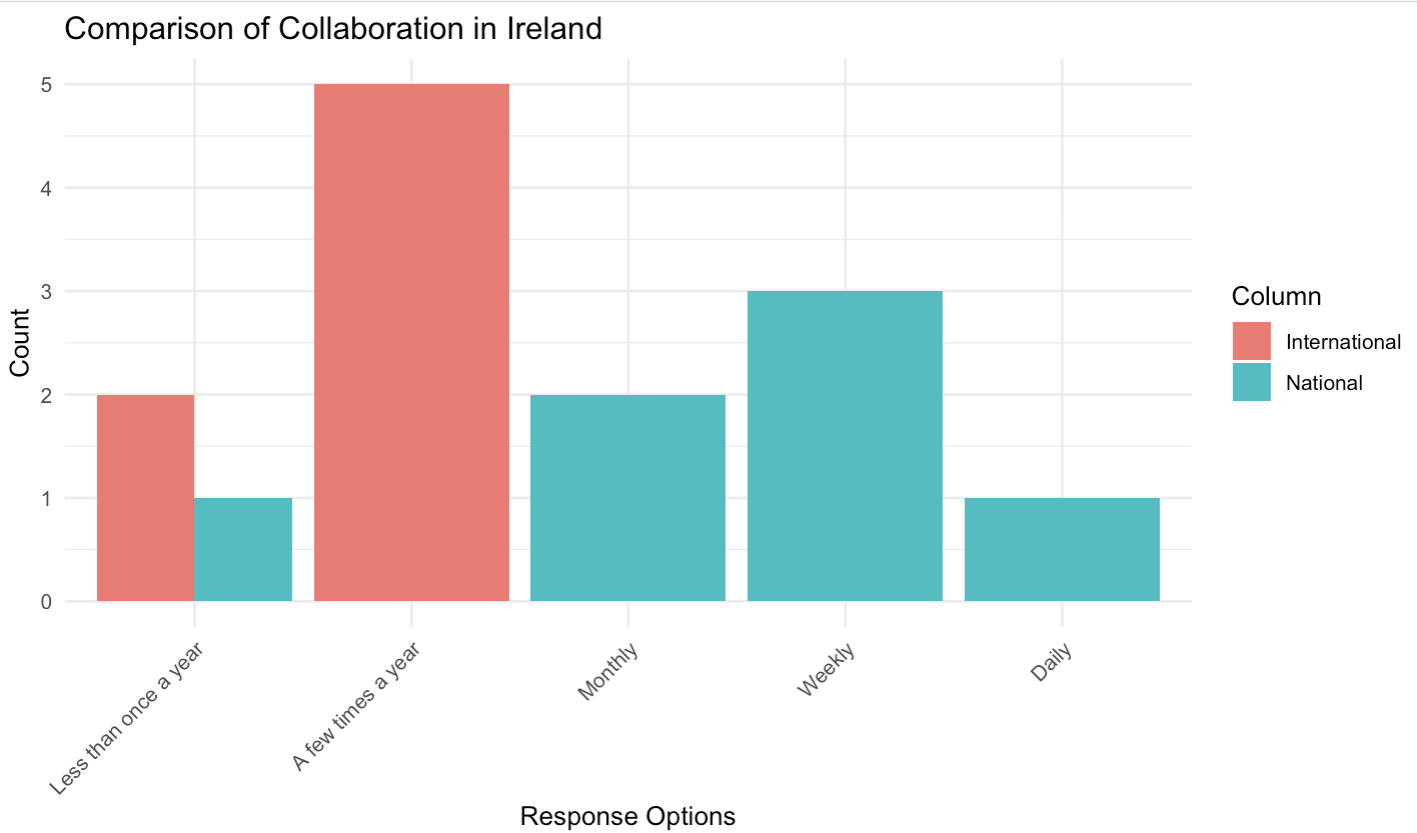 Comparison of Collaboration in Ireland
5
4
3
2
1
0
Count
Less than once a year
A few times a year
Monthly
Weekly
Daily
Response Options
Column
International
National